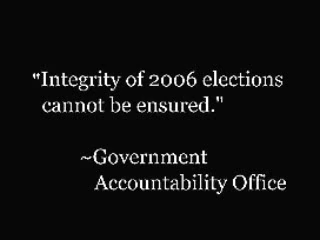 "Integrity of 2006 elections
cannot be ensured."
~Government
Accountability Office